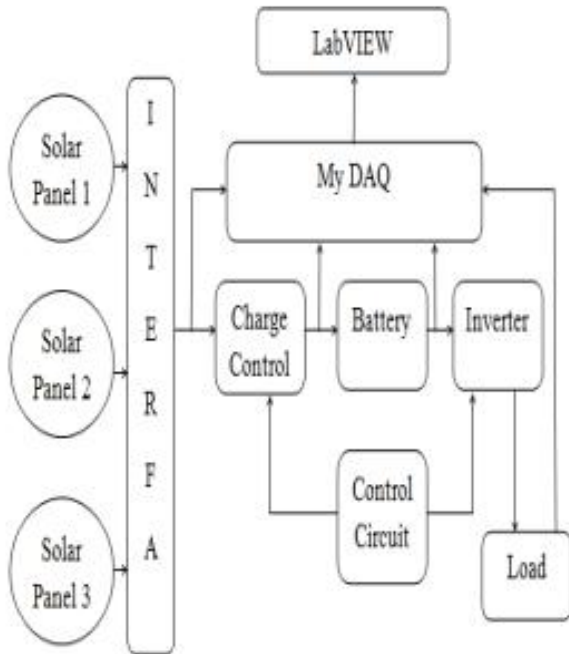 LabVIEW
I
N
T
E
R
F
A
Solar
Panel 1
My DAQ
Solar
Panel 2
Charge
Control
Battery
Inverter
Control
Circuit
Solar
Panel 3
Load